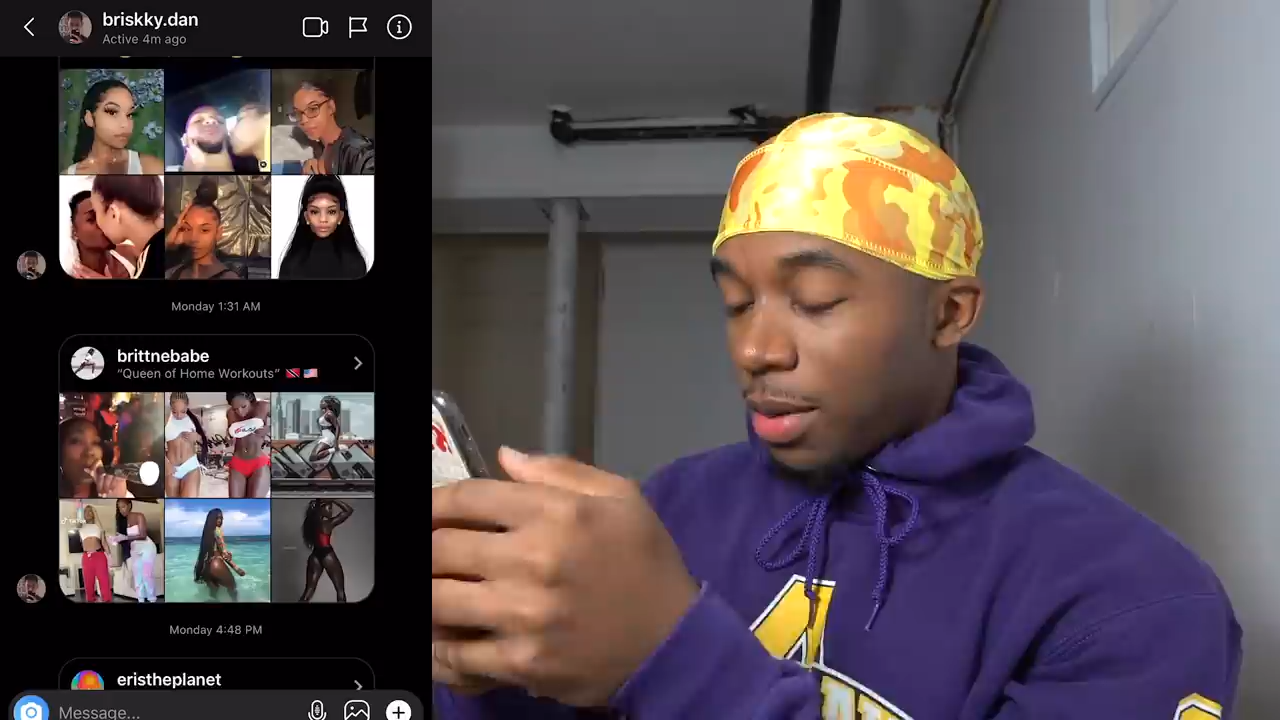 briskky.dan
Active 4m ago
Monday 1:31 AM
brittnebabe
“Queen of Home Workouts” 🇹🇹 🇺🇸
TikTok
Monday 4:48 PM
eristheplanet
Message...